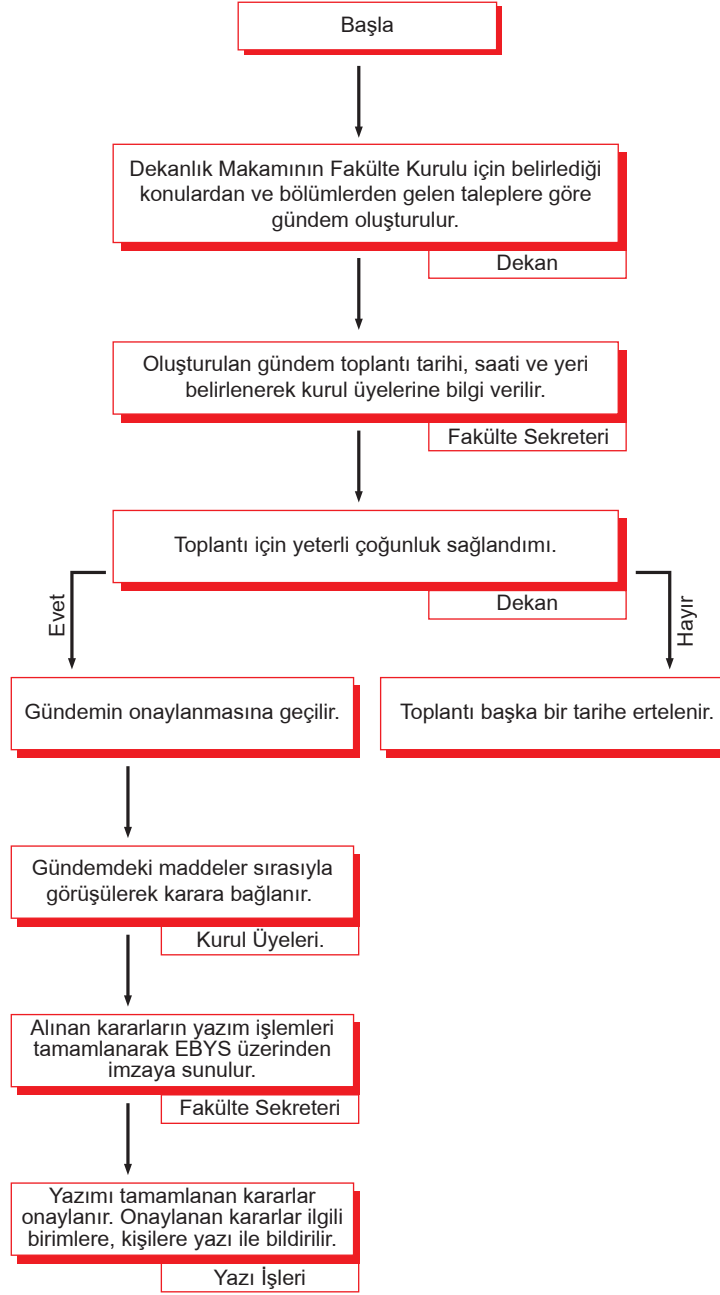 Başla
Dekanlık Makamının Fakülte Kurulu için belirlediği
konulardan ve bölümlerden gelen taleplere göre
gündem oluşturulur.
Dekan
Oluşturulan gündem toplantı tarihi, saati ve yeri
belirlenerek kurul üyelerine bilgi verilir.
Fakülte Sekreteri
Toplantı için yeterli çoğunluk sağlandımı.
Dekan
Evet
Hayır
Gündemin onaylanmasına geçilir.
Toplantı başka bir tarihe ertelenir.
Gündemdeki maddeler sırasıyla
görüşülerek karara bağlanır.
Kurul Üyeleri.
Alınan kararların yazım işlemleri
tamamlanarak EBYS üzerinden
imzaya sunulur.
Fakülte Sekreteri
Yazımı tamamlanan kararlar
onaylanır. Onaylanan kararlar ilgili
birimlere, kişilere yazı ile bildirilir.
Yazı İşleri